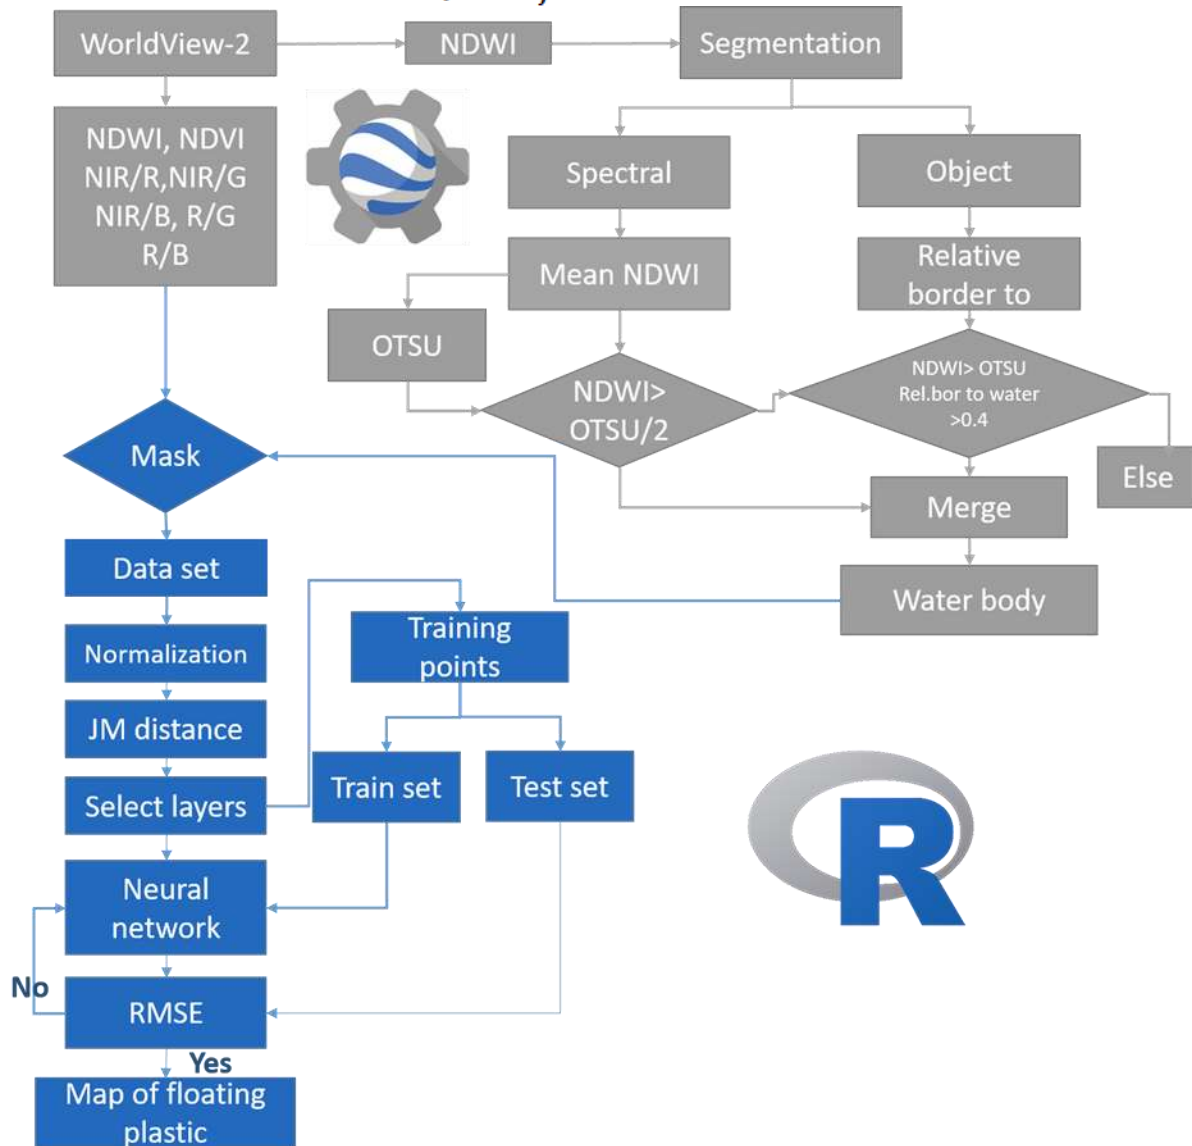 WorldView-2
NDWI
Segmentation
NDWI, NDVI
NIR/R,NIR/G
NIR/B, R/G
R/B
Spectral
Object
Mean NDWI
Relative
border to
OTSU
NDWI>
OTSU/2
NDWI> OTSU
Rel.bor to water
>0.4
Else
Mask
Merge
Water body
Data set
Training
points
Normalization
JM distance
Train set
Test set
Select layers
Neural
network
No
RMSE
Yes
Map of floating
plastic
R